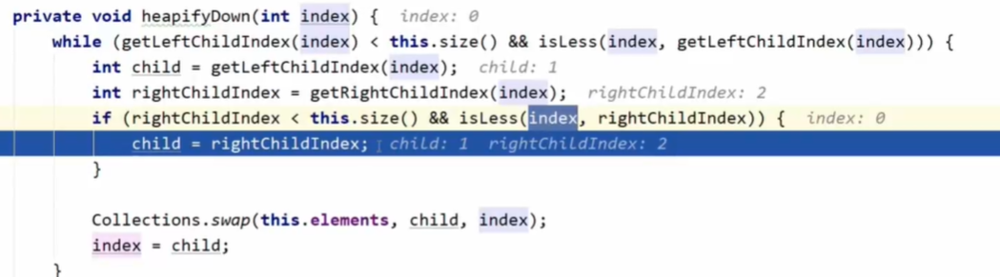 private void heapifyDown(int index) {  index: 0
while (getLeftChildIndex(index) < this.size() && isLess(index, getLeftChildIndex(index))) {
int child = getLeftChildIndex(index);  child: 1
int rightChildIndex = getRightChildIndex(index);  rightChildIndex: 2
if (rightChildIndex < this.size() && isLess(index, rightChildIndex)) {  index: 0
child = rightChildIndex;  child: 1  rightChildIndex: 2
}
Collections.swap(this.elements, child, index);
index = child;
}